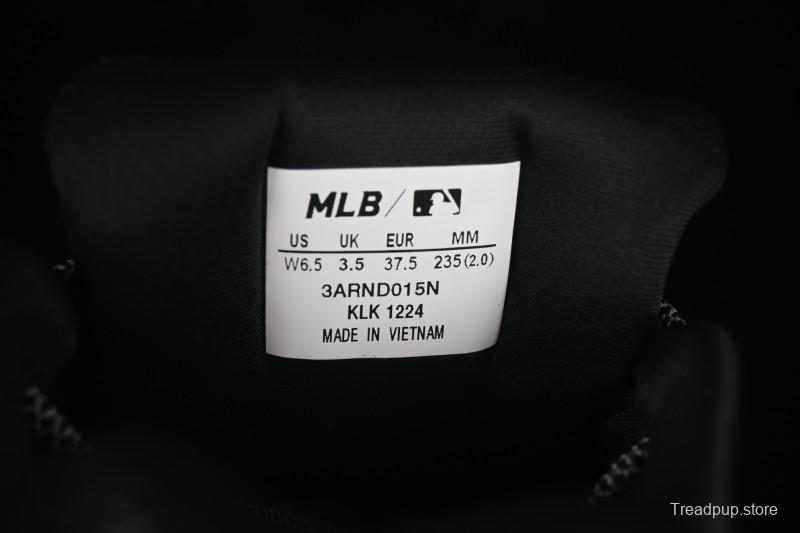 MLB /
US UK EUR MM
W6.5 3.5 37.5 235(2.0)
3ARND015N
KLK 1224
MADE IN VIETNAM
Treadpup.store